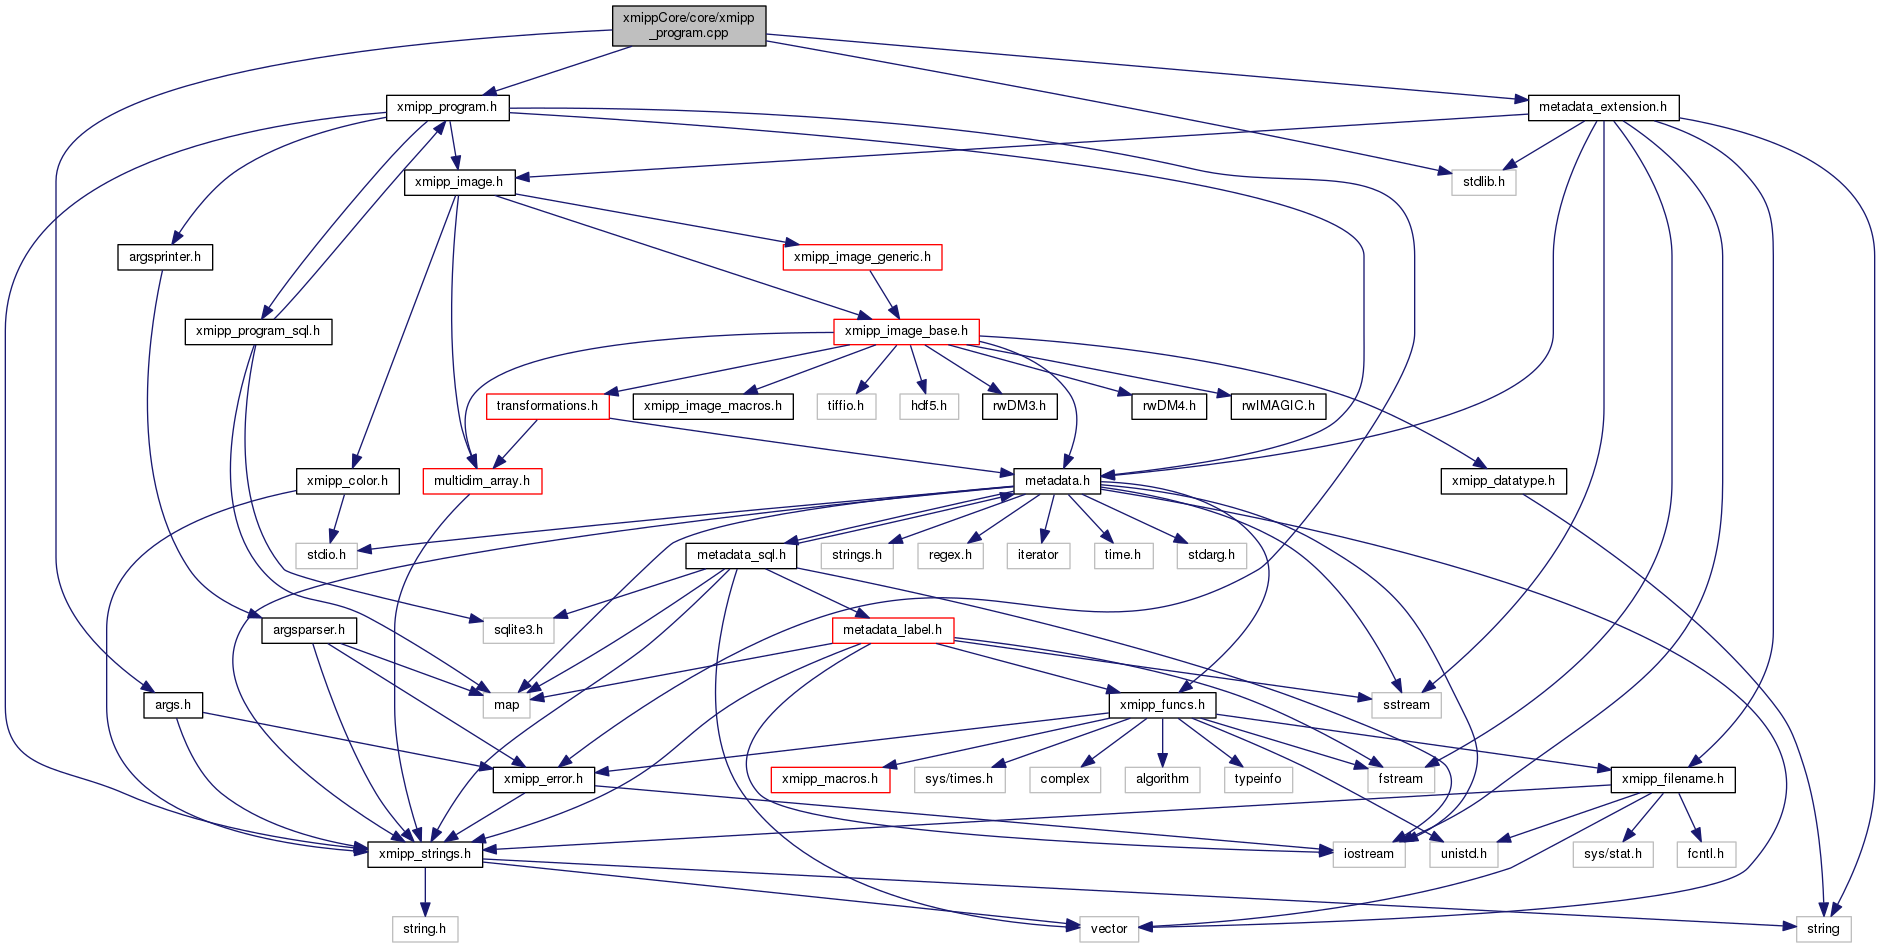 xmippCore/core/xmipp
_program.cpp
xmipp_program.h
metadata_extension.h
xmipp_image.h
stdlib.h
argsprinter.h
xmipp_image_generic.h
xmipp_program_sql.h
xmipp_image_base.h
transformations.h
xmipp_image_macros.h
tiffio.h
hdf5.h
rwDM3.h
rwDM4.h
rwIMAGIC.h
xmipp_color.h
multidim_array.h
metadata.h
xmipp_datatype.h
stdio.h
metadata_sql.h
strings.h
regex.h
iterator
time.h
stdarg.h
argsparser.h
sqlite3.h
metadata_label.h
args.h
map
xmipp_funcs.h
sstream
xmipp_error.h
xmipp_macros.h
sys/times.h
complex
algorithm
typeinfo
fstream
xmipp_filename.h
xmipp_strings.h
iostream
unistd.h
sys/stat.h
fcntl.h
string.h
vector
string